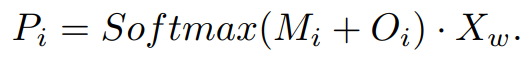 P_i = Softmax(M_i + O_i) · X_w.